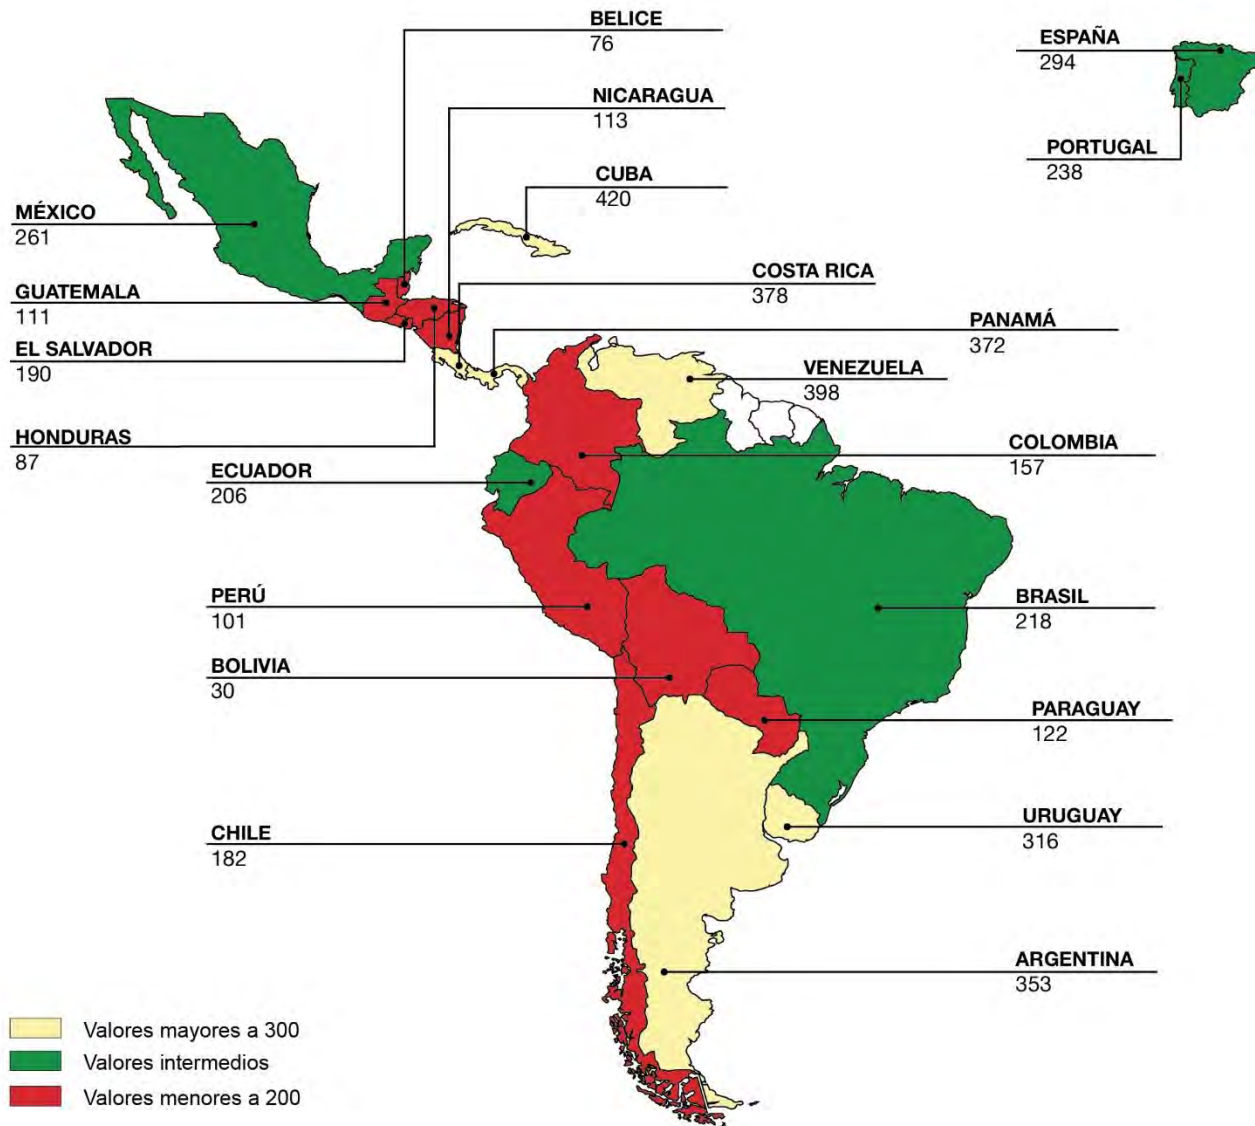 BELICE
76
ESPAÑA
294
NICARAGUA
113
PORTUGAL
238
CUBA
420
MÉXICO
261
COSTA RICA
378
GUATEMALA
111
PANAMÁ
372
EL SALVADOR
190
VENEZUELA
398
HONDURAS
87
COLOMBIA
157
ECUADOR
206
PERÚ
101
BRASIL
218
BOLIVIA
30
PARAGUAY
122
CHILE
182
URUGUAY
316
ARGENTINA
353
Valores mayores a 300
Valores intermedios
Valores menores a 200